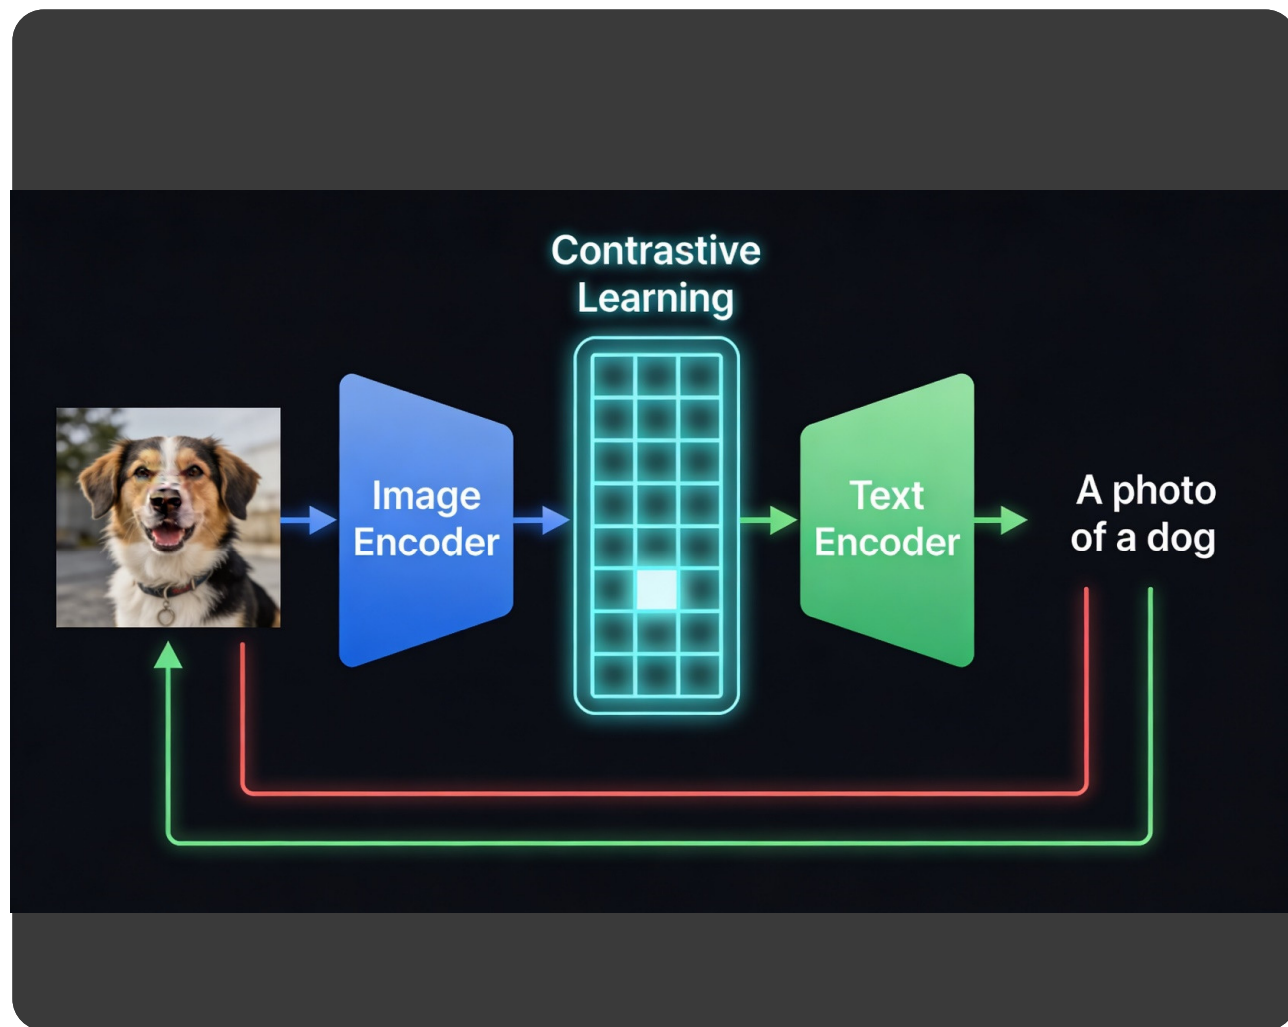 Contrastive
Learning
Image
Encoder
Text
Encoder
A photo
of a dog